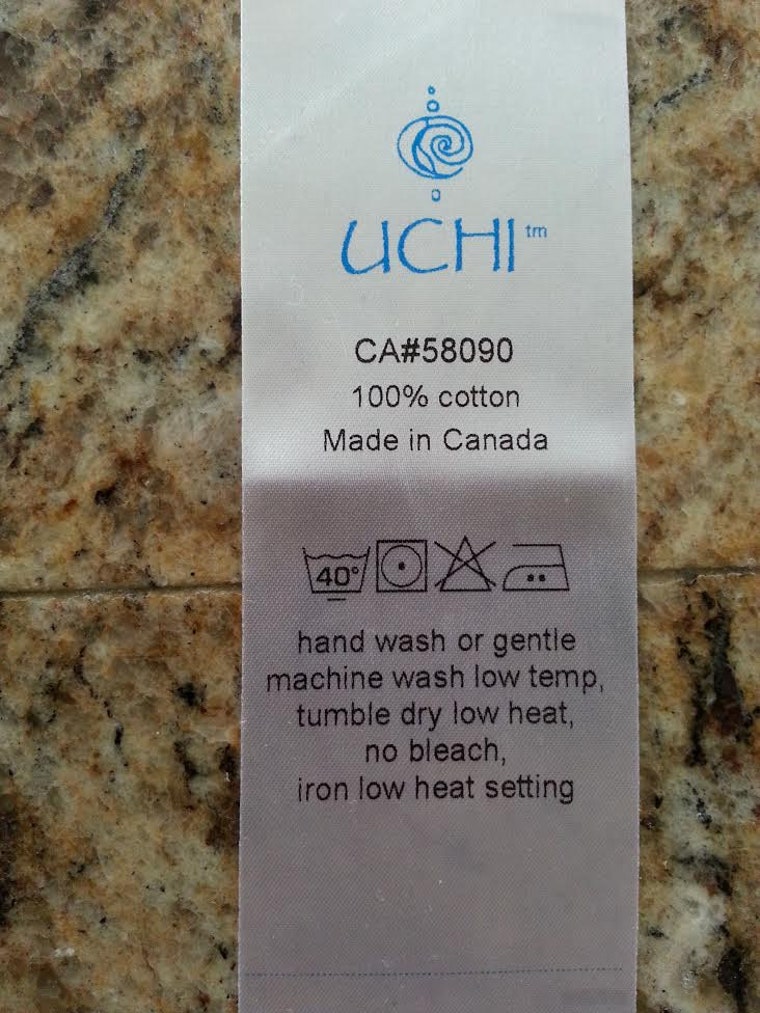 UCHI tm
CA#58090
100% cotton
Made in Canada
40°
hand wash or gentle
machine wash low temp,
tumble dry low heat,
no bleach,
iron low heat setting